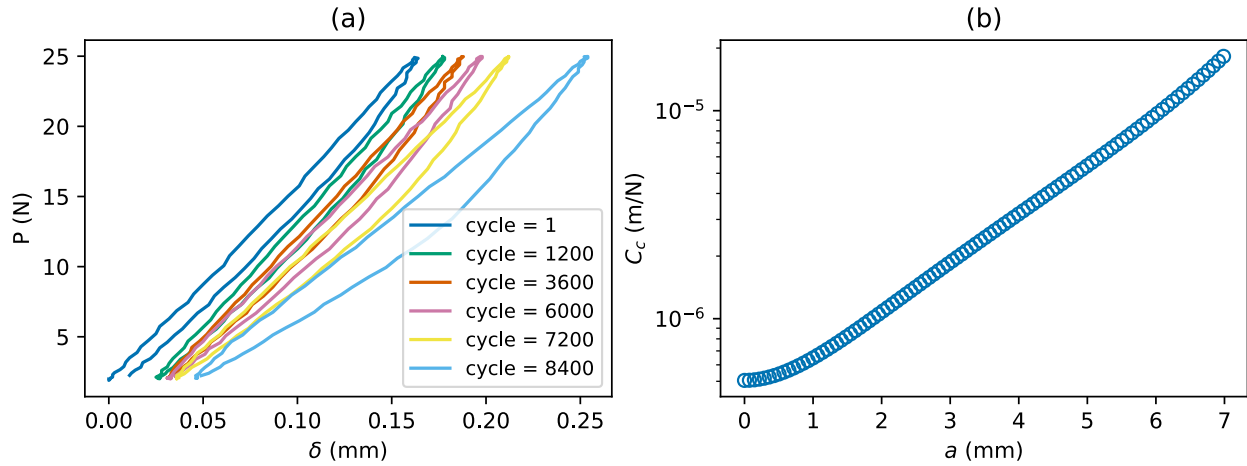 (a)
25
20
15
10
5
P (N)
0.00 0.05 0.10 0.15 0.20 0.25
δ (mm)
cycle = 1
cycle = 1200
cycle = 3600
cycle = 6000
cycle = 7200
cycle = 8400
(b)
10⁻⁵
10⁻⁶
C_c (m/N)
0 1 2 3 4 5 6 7
a (mm)